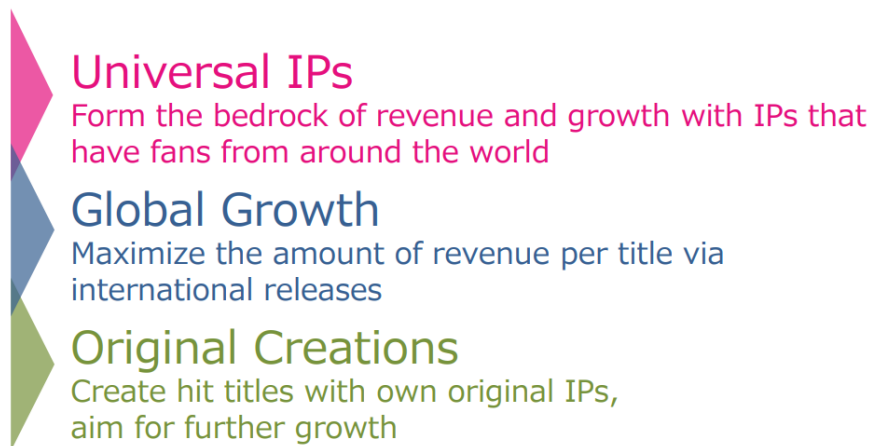 Universal IPs
Form the bedrock of revenue and growth with IPs that
have fans from around the world
Global Growth
Maximize the amount of revenue per title via
international releases
Original Creations
Create hit titles with own original IPs,
aim for further growth